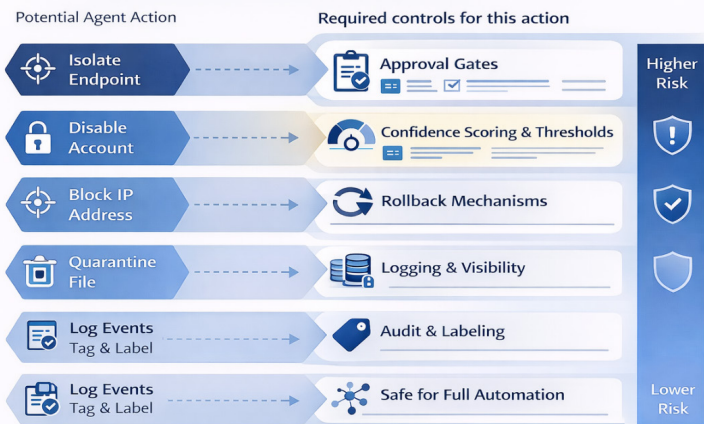 Potential Agent Action
Required controls for this action
Isolate
Endpoint
Approval Gates
Higher
Risk
Disable
Account
Confidence Scoring & Thresholds
Block IP
Address
Rollback Mechanisms
Quarantine
File
Logging & Visibility
Log Events
Tag & Label
Audit & Labeling
Log Events
Tag & Label
Safe for Full Automation
Lower
Risk